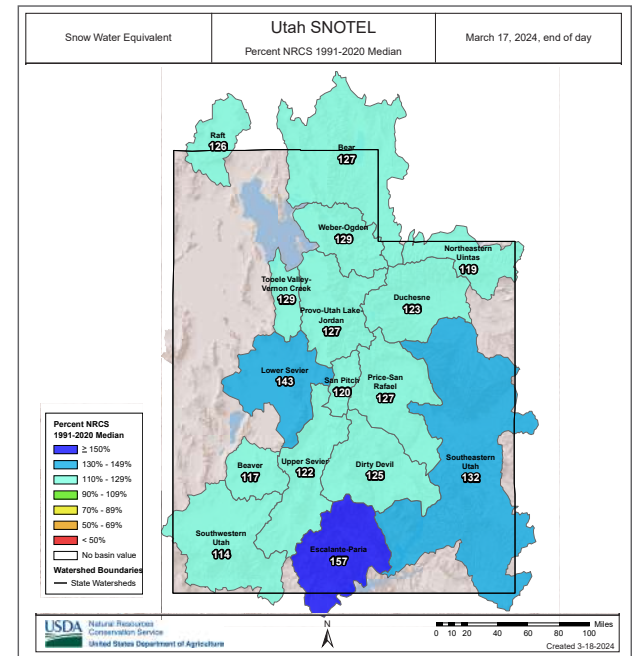 Snow Water Equivalent
Utah SNOTEL
Percent NRCS 1991-2020 Median
March 17, 2024, end of day
Raft
126
Bear
127
Weber-Ogden
129
Northeastern
Uintas
119
Tooele Valley-
Vernon Creek
129
Provo-Utah Lake-
Jordan
127
Duchesne
123
Lower Sevier
143
San Pitch
120
Price-San
Rafael
127
Southeastern
Utah
132
Beaver
117
Upper Sevier
122
Dirty Devil
125
Southwestern
Utah
114
Escalante-Paria
157
Percent NRCS
1991-2020 Median
≥ 150%
130% - 149%
110% - 129%
90% - 109%
70% - 89%
50% - 69%
< 50%
No basin value
Watershed Boundaries
State Watersheds
USDA
Natural Resources
Conservation Service
United States Department of Agriculture
N
Miles
0 10 20 40 60 80 100
Created 3-18-2024